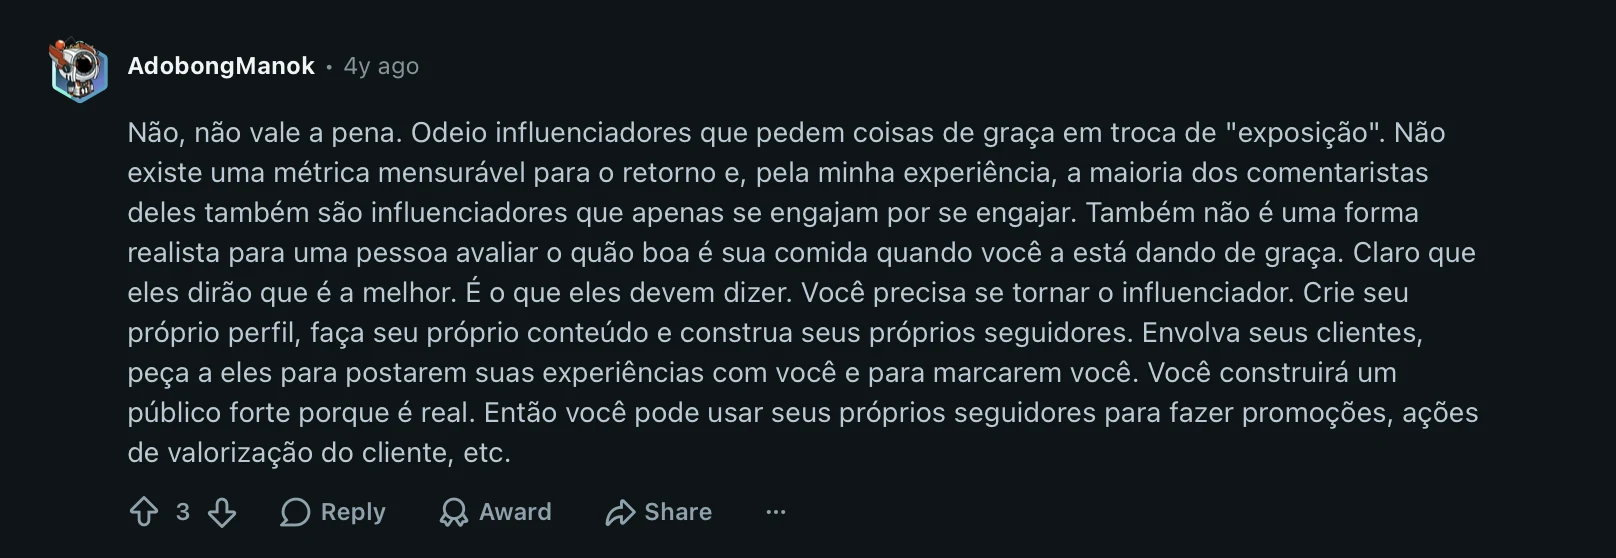 AdobongManok • 4y ago
Não, não vale a pena. Odeio influenciadores que pedem coisas de graça em troca de "exposição". Não
existe uma métrica mensurável para o retorno e, pela minha experiência, a maioria dos comentaristas
deles também são influenciadores que apenas se engajam por se engajar. Também não é uma forma
realista para uma pessoa avaliar o quão boa é sua comida quando você a está dando de graça. Claro que
eles dirão que é a melhor. É o que eles devem dizer. Você precisa se tornar o influenciador. Crie seu
próprio perfil, faça seu próprio conteúdo e construa seus próprios seguidores. Envolva seus clientes,
peça a eles para postarem suas experiências com você e para marcarem você. Você construirá um
público forte porque é real. Então você pode usar seus próprios seguidores para fazer promoções, ações
de valorização do cliente, etc.
3 Reply Award Share ...